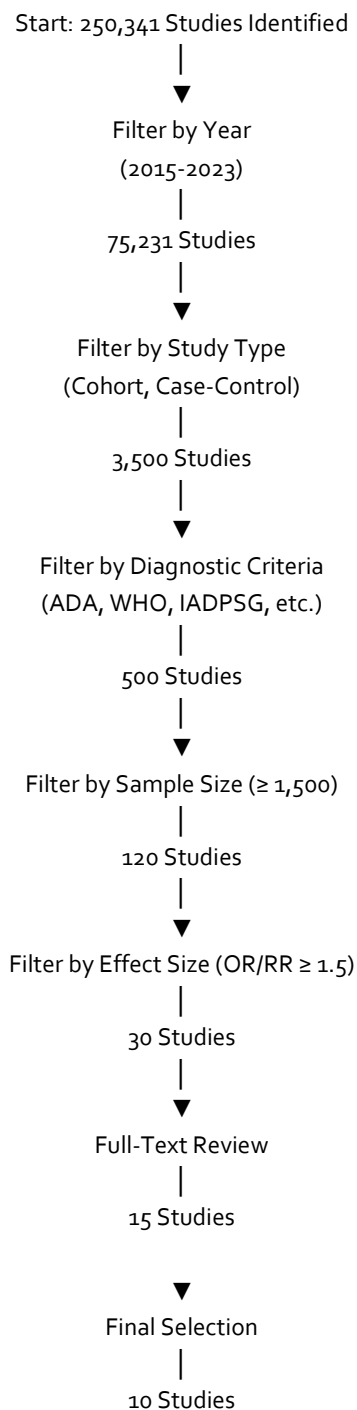 Start: 250,341 Studies Identified
Filter by Year
(2015-2023)
75,231 Studies
Filter by Study Type
(Cohort, Case-Control)
3,500 Studies
Filter by Diagnostic Criteria
(ADA, WHO, IADPSG, etc.)
500 Studies
Filter by Sample Size (≥ 1,500)
120 Studies
Filter by Effect Size (OR/RR ≥ 1.5)
30 Studies
Full-Text Review
15 Studies
Final Selection
10 Studies